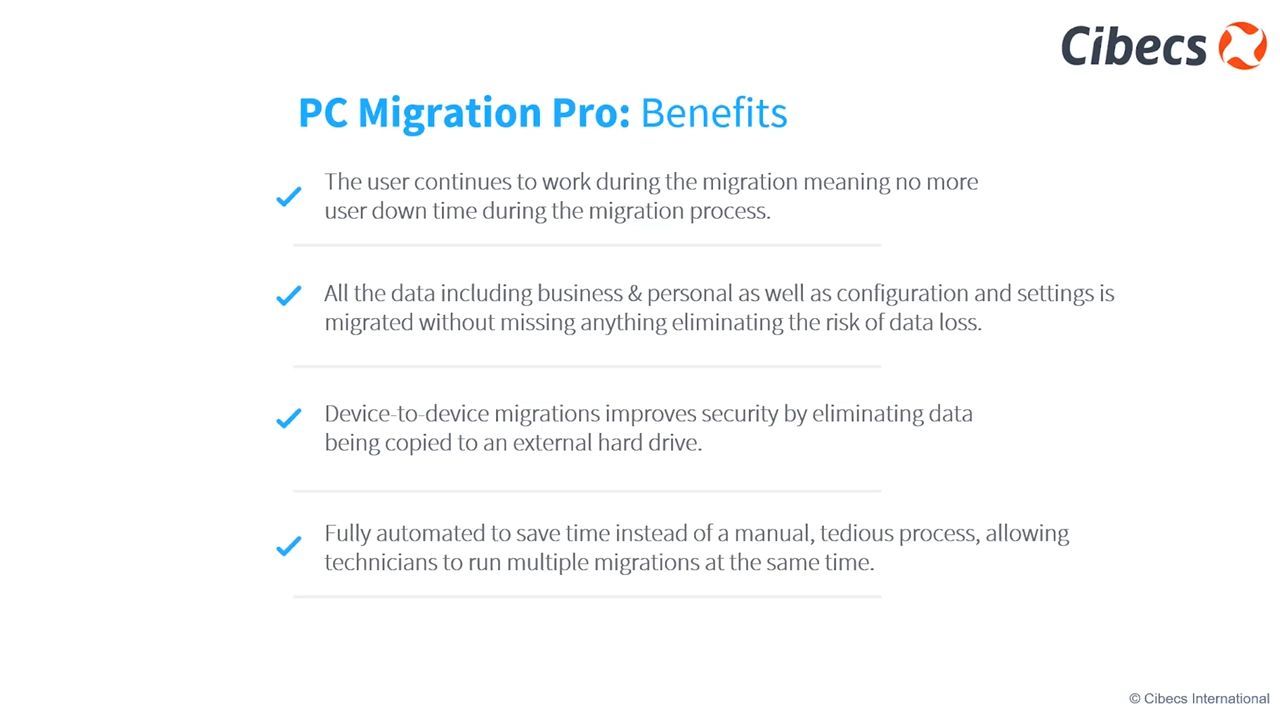 Cibecs
PC Migration Pro: Benefits
The user continues to work during the migration meaning no more
user down time during the migration process.
All the data including business & personal as well as configuration and settings is
migrated without missing anything eliminating the risk of data loss.
Device-to-device migrations improves security by eliminating data
being copied to an external hard drive.
Fully automated to save time instead of a manual, tedious process, allowing
technicians to run multiple migrations at the same time.
© Cibecs International